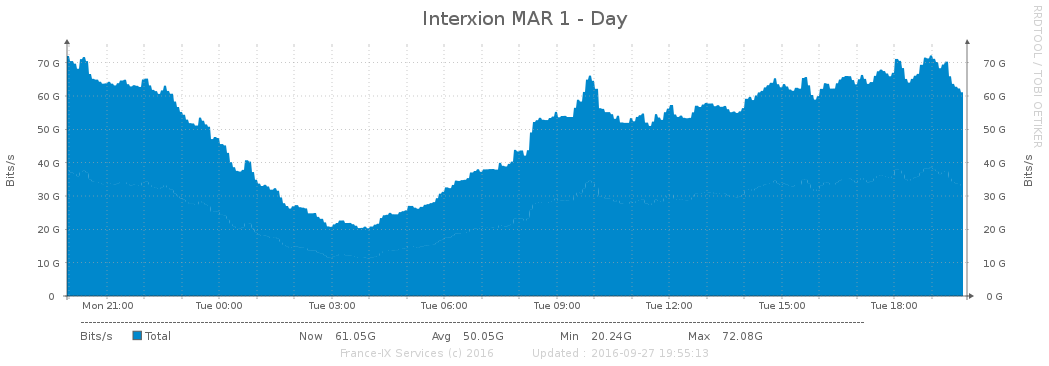 Interxion MAR 1 - Day
RRDTOOL / TOBI OETIKER
Bits/s
Bits/s
70 G 70 G
60 G 60 G
50 G 50 G
40 G 40 G
30 G 30 G
20 G 20 G
10 G 10 G
0 0 G
Mon 21:00 Tue 00:00 Tue 03:00 Tue 06:00 Tue 09:00 Tue 12:00 Tue 15:00 Tue 18:00
Bits/s Total Now 61.05G Avg 50.05G Min 20.24G Max 72.08G
France-IX Services (c) 2016 Updated : 2016-09-27 19:55:13